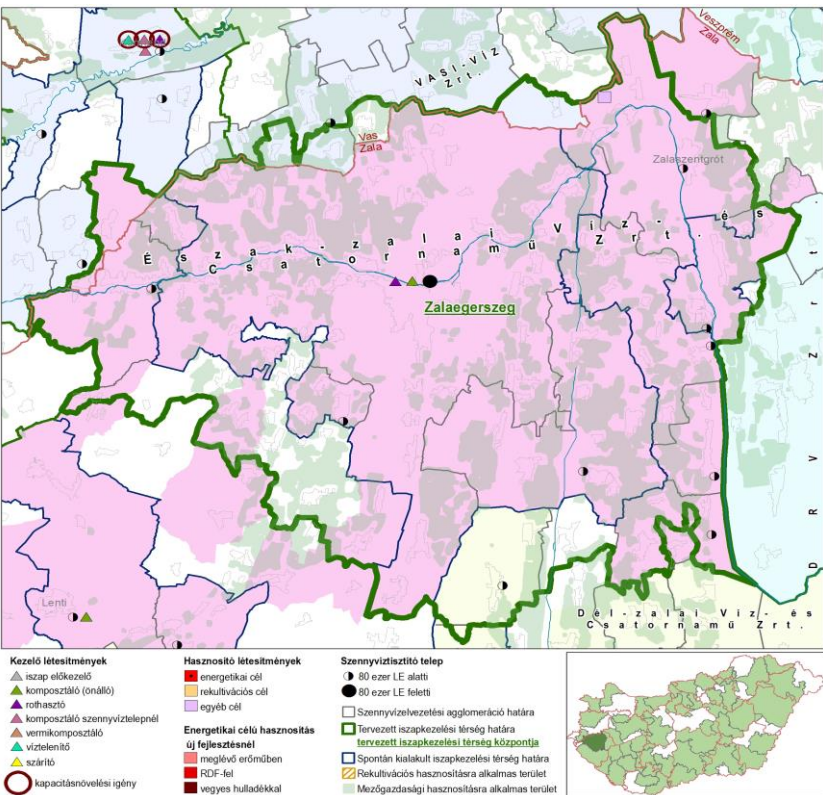 Veszprém
Zala
VASI-VÍZ
Zrt.
Vas
Zala
Zalaszentgrót
Észak-zalai Víz- és
Csatornamű Zrt.
Zalaegerszeg
DRV Zrt.
Lenti
Dél-zalai Víz- és
Csatornamű Zrt.
Kezelő létesítmények
iszap előkezelő
komposztáló (önálló)
rothasztó
komposztáló szennyvíztelepnél
vermikomposztáló
víztelenítő
szárító
kapacitásnövelési igény
Hasznosító létesítmények
energetikai cél
rekultivációs cél
egyéb cél
Energetikai célú hasznosítás
új fejlesztésnél
meglévő erőműben
RDF-fel
vegyes hulladékkal
Szennyvíztisztító telep
80 ezer LE alatti
80 ezer LE feletti
Szennyvízelvezetési agglomeráció határa
Tervezett iszapkezelési térség határa
tervezett iszapkezelési térség központja
Spontán kialakult iszapkezelési térség határa
Rekultivációs hasznosításra alkalmas terület
Mezőgazdasági hasznosításra alkalmas terület